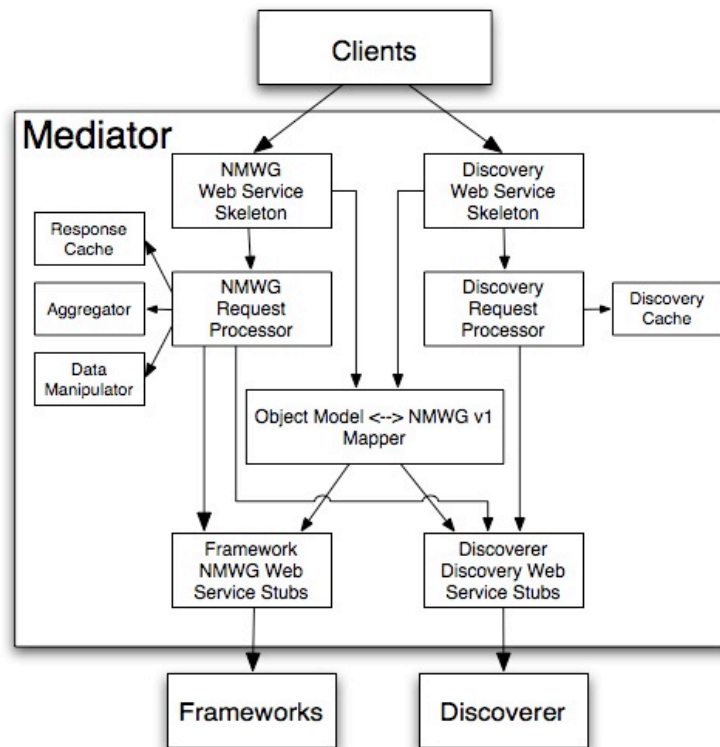 Clients
Mediator
NMWG
Web Service
Skeleton
Discovery
Web Service
Skeleton
Response
Cache
Aggregator
Data
Manipulator
NMWG
Request
Processor
Discovery
Request
Processor
Discovery
Cache
Object Model <--> NMWG v1
Mapper
Framework
NMWG Web
Service Stubs
Discoverer
Discovery Web
Service Stubs
Frameworks
Discoverer